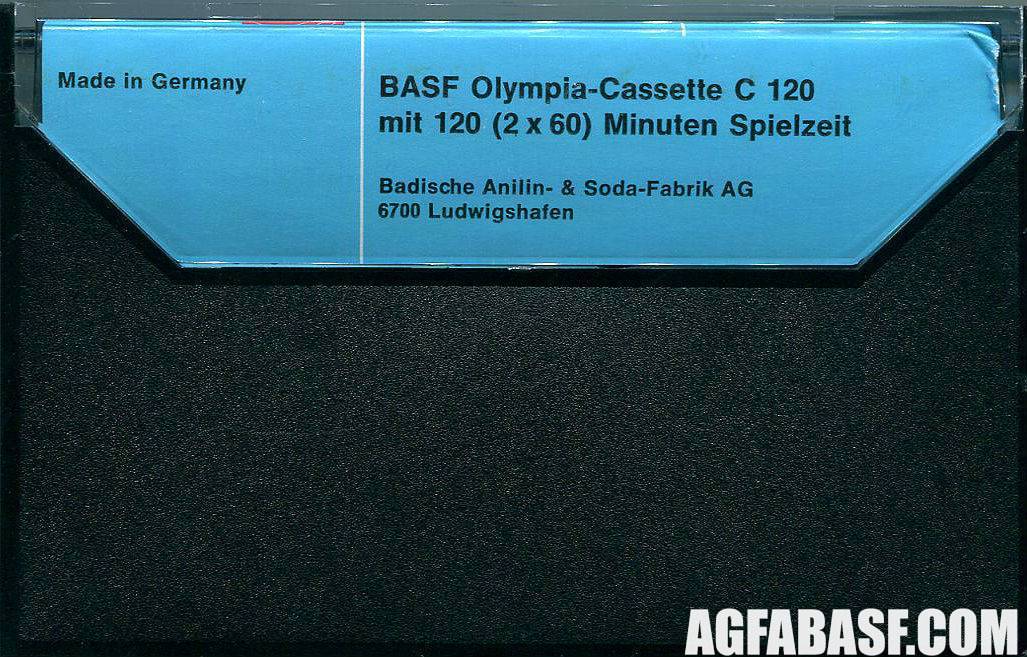 Made in Germany
BASF Olympia-Cassette C 120
mit 120 (2 x 60) Minuten Spielzeit
Badische Anilin- & Soda-Fabrik AG
6700 Ludwigshafen
AGFABASF.COM